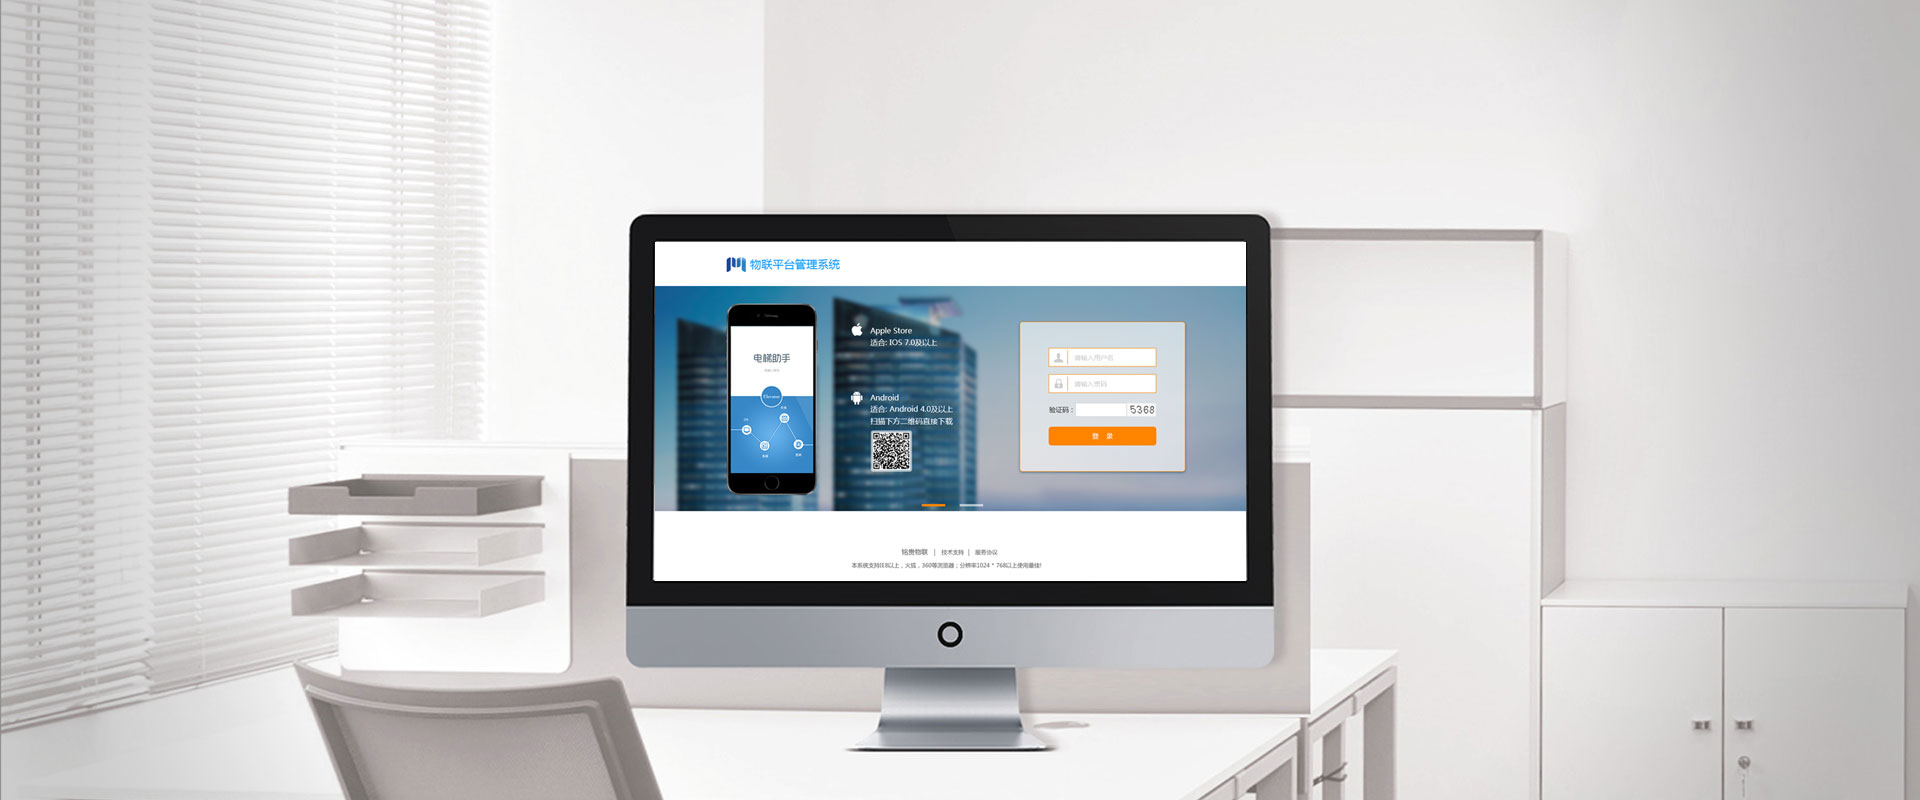 物联平台管理系统
电梯助手
Elevator
Apple Store
适合: IOS 7.0及以上
Android
适合: Android 4.0及以上
扫描下方二维码直接下载
请输入用户名
请输入密码
验证码：
5368
登 录
铭贵物联 | 技术支持 | 服务协议
本系统支持IE8以上，火狐，360等浏览器；分辨率1024 * 768以上使用最佳!